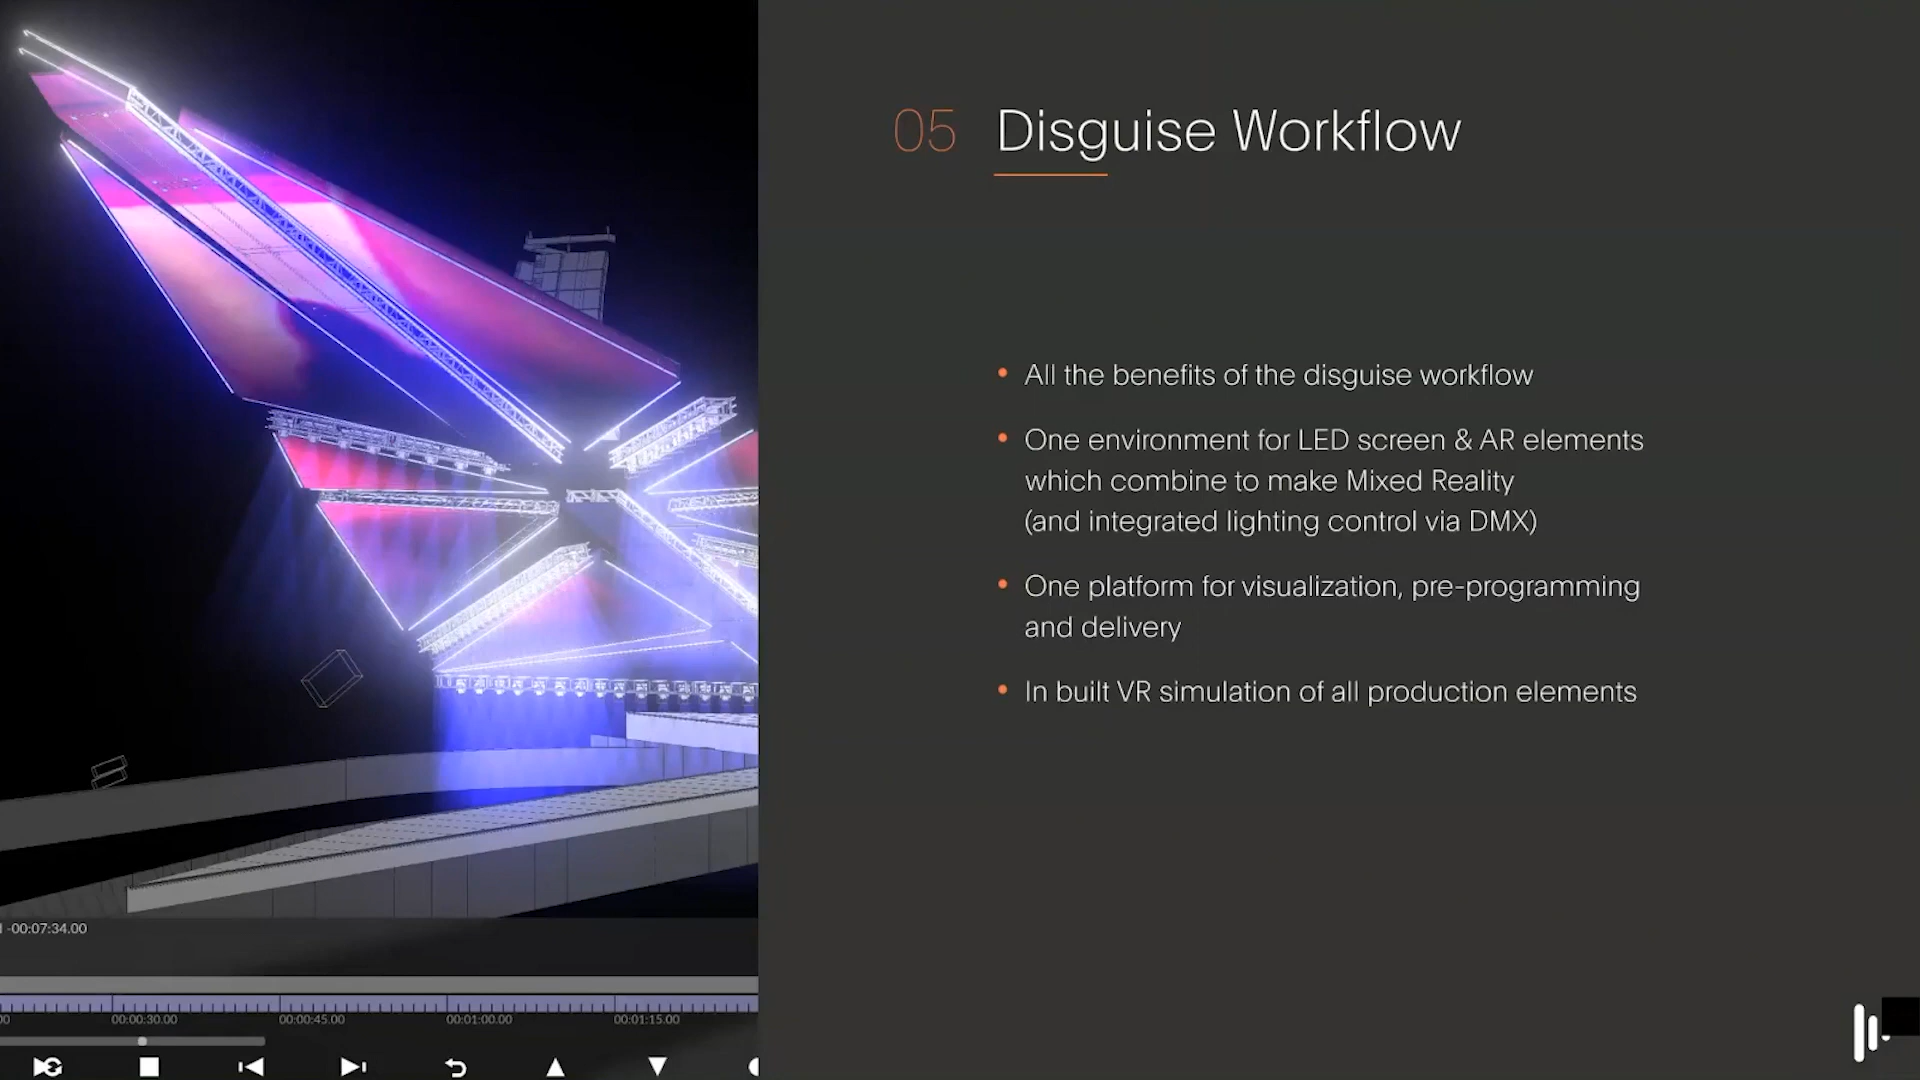 05 Disguise Workflow
• All the benefits of the disguise workflow
• One environment for LED screen & AR elements
which combine to make Mixed Reality
(and integrated lighting control via DMX)
• One platform for visualization, pre-programming
and delivery
• In built VR simulation of all production elements
-00:07:34.00
00:00:30.00 00:00:45.00 00:01:00.00 00:01:15.00